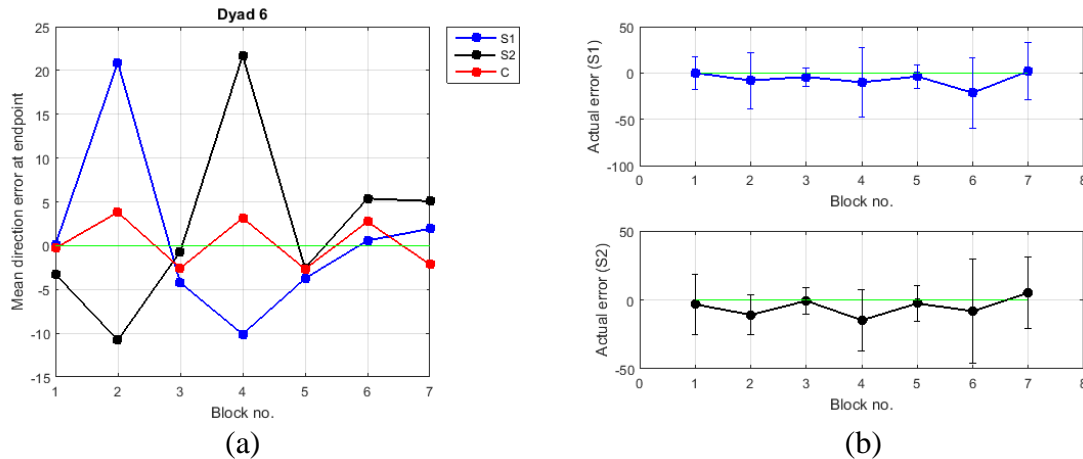 Dyad 6
25
20
15
10
5
0
-5
-10
-15
1 2 3 4 5 6 7
Mean direction error at endpoint
Block no.
S1
S2
C
(a)
50
0
-50
-100
0 1 2 3 4 5 6 7 8
Actual error (S1)
Block no.
50
0
-50
0 1 2 3 4 5 6 7 8
Actual error (S2)
Block no.
(b)